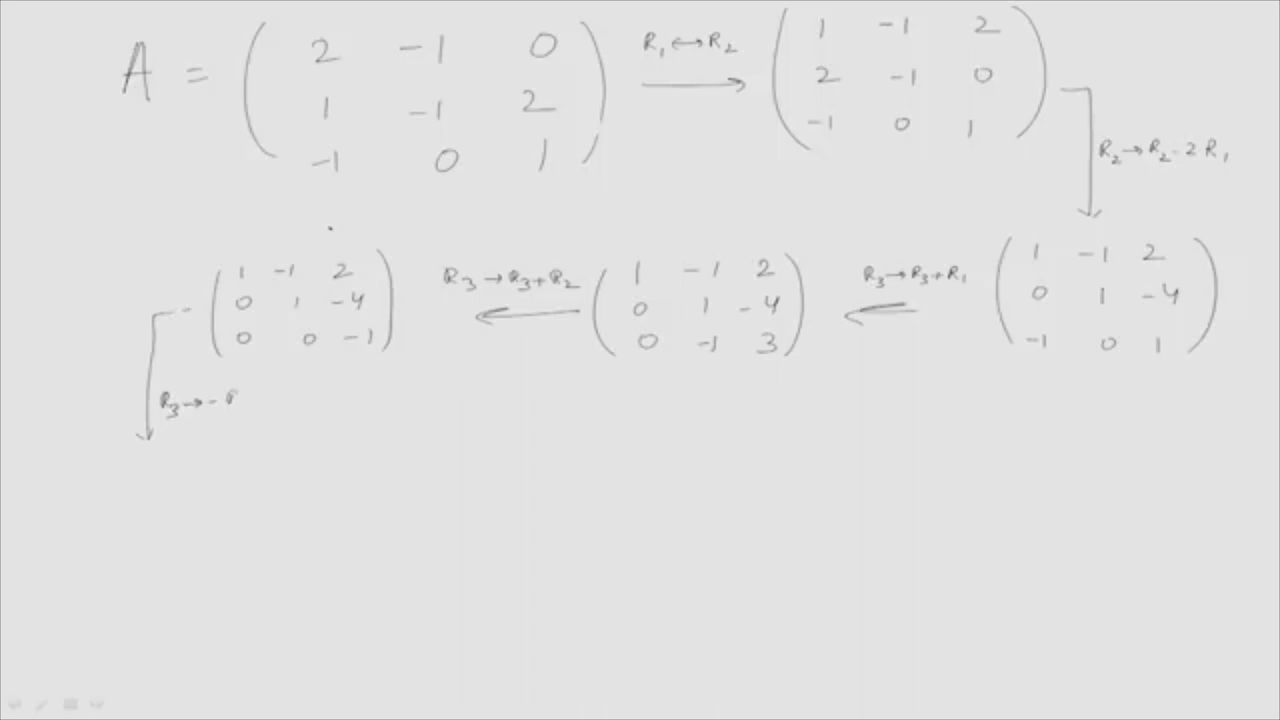 A = ( 2 -1 0 R₁ ↔ R₂ ( 1 -1 2
1 -1 2 2 -1 0
-1 0 1 ) -1 0 1 )
R₂ → R₂ - 2 R₁
( 1 -1 2 R₃ → R₃ + R₂ ( 1 -1 2 R₃ → R₃ + R₁ ( 1 -1 2
0 1 -4 0 1 -4 0 1 -4
0 0 -1 ) 0 -1 3 ) -1 0 1 )
R₃ → -